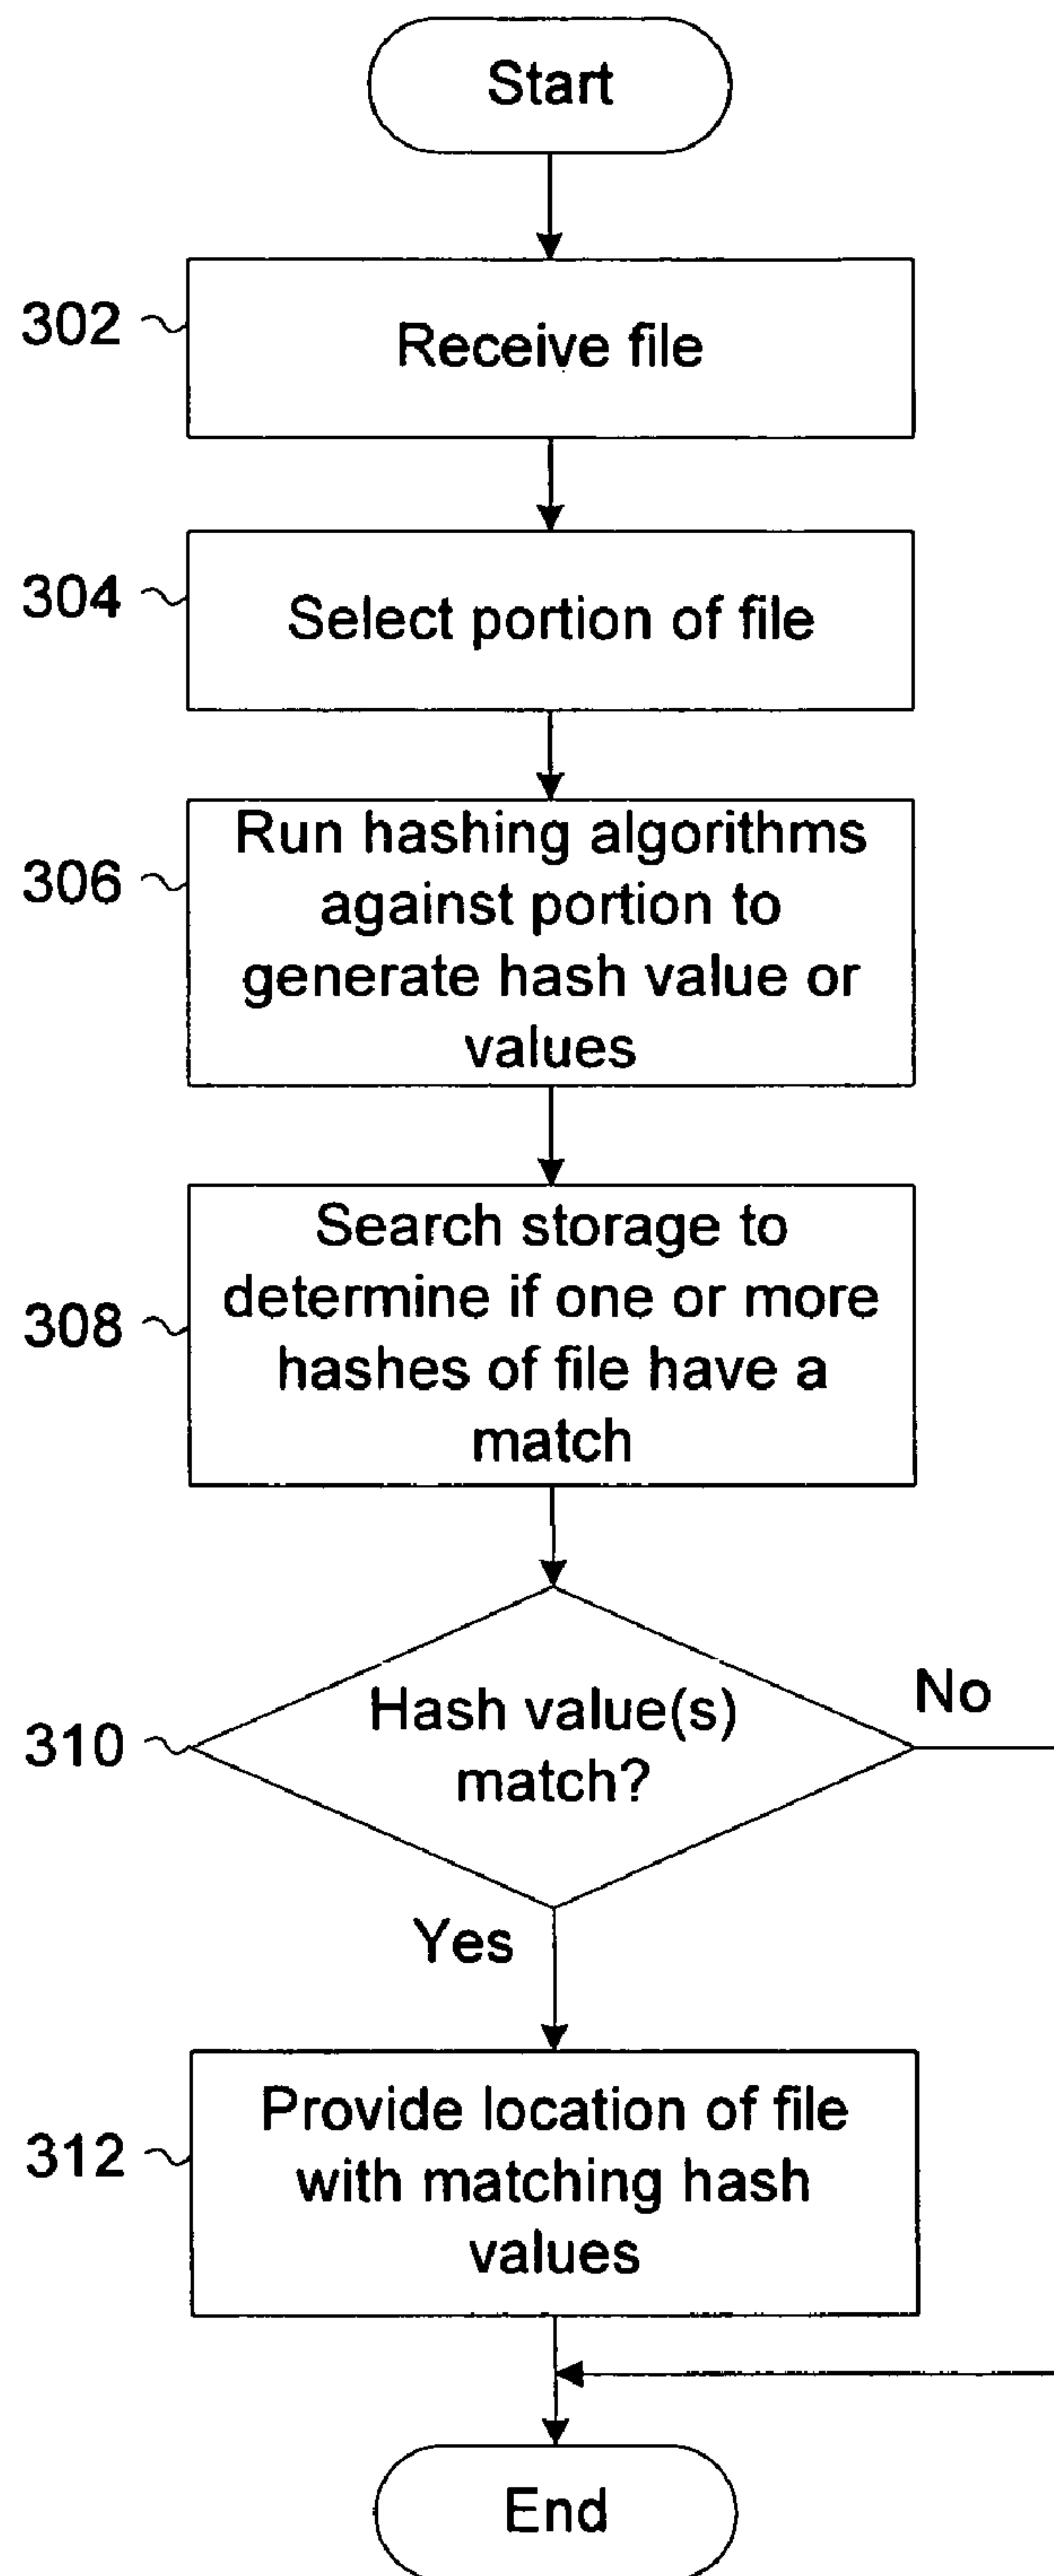 Start
302
Receive file
304
Select portion of file
306
Run hashing algorithms
against portion to
generate hash value or
values
308
Search storage to
determine if one or more
hashes of file have a
match
310
Hash value(s)
match?
No
Yes
312
Provide location of file
with matching hash
values
End